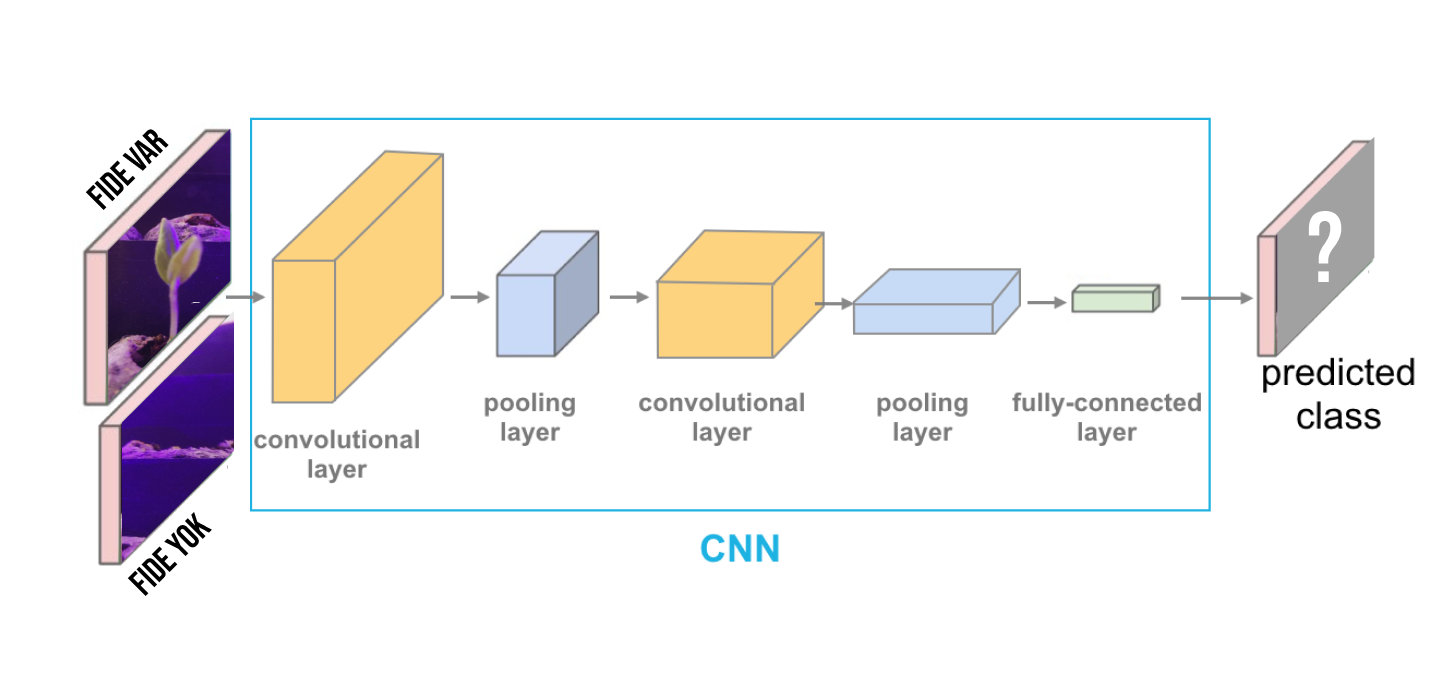 FIDE VAR
FIDE YOK
convolutional
layer
pooling
layer
convolutional
layer
pooling
layer
fully-connected
layer
?
predicted
class
CNN